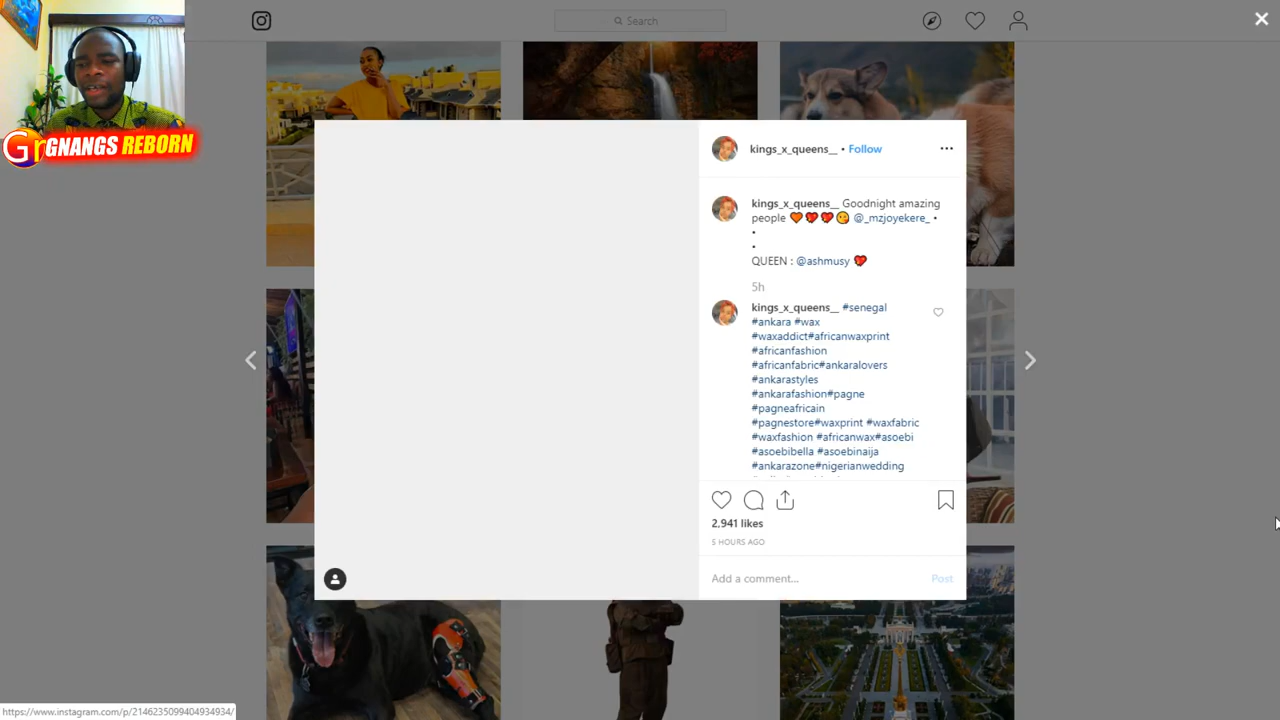 Search
GNANGS REBORN
kings_x_queens__ • Follow
kings_x_queens__ Goodnight amazing
people 🧡 💖 💖 😘 @_mzjoyekere_ •
•
•
QUEEN : @ashmusy 💖
5h
kings_x_queens__ #senegal
#ankara #wax
#waxaddict#africanwaxprint
#africanfashion
#africanfabric#ankaralovers
#ankarastyles
#ankarafashion#pagne
#pagneafricain
#pagnestore#waxprint #waxfabric
#waxfashion #africanwax#asoebi
#asoebibella #asoebinaija
#ankarazone#nigerianwedding
2,941 likes
5 HOURS AGO
Add a comment...
Post
https://www.instagram.com/p/2146235099404934934/